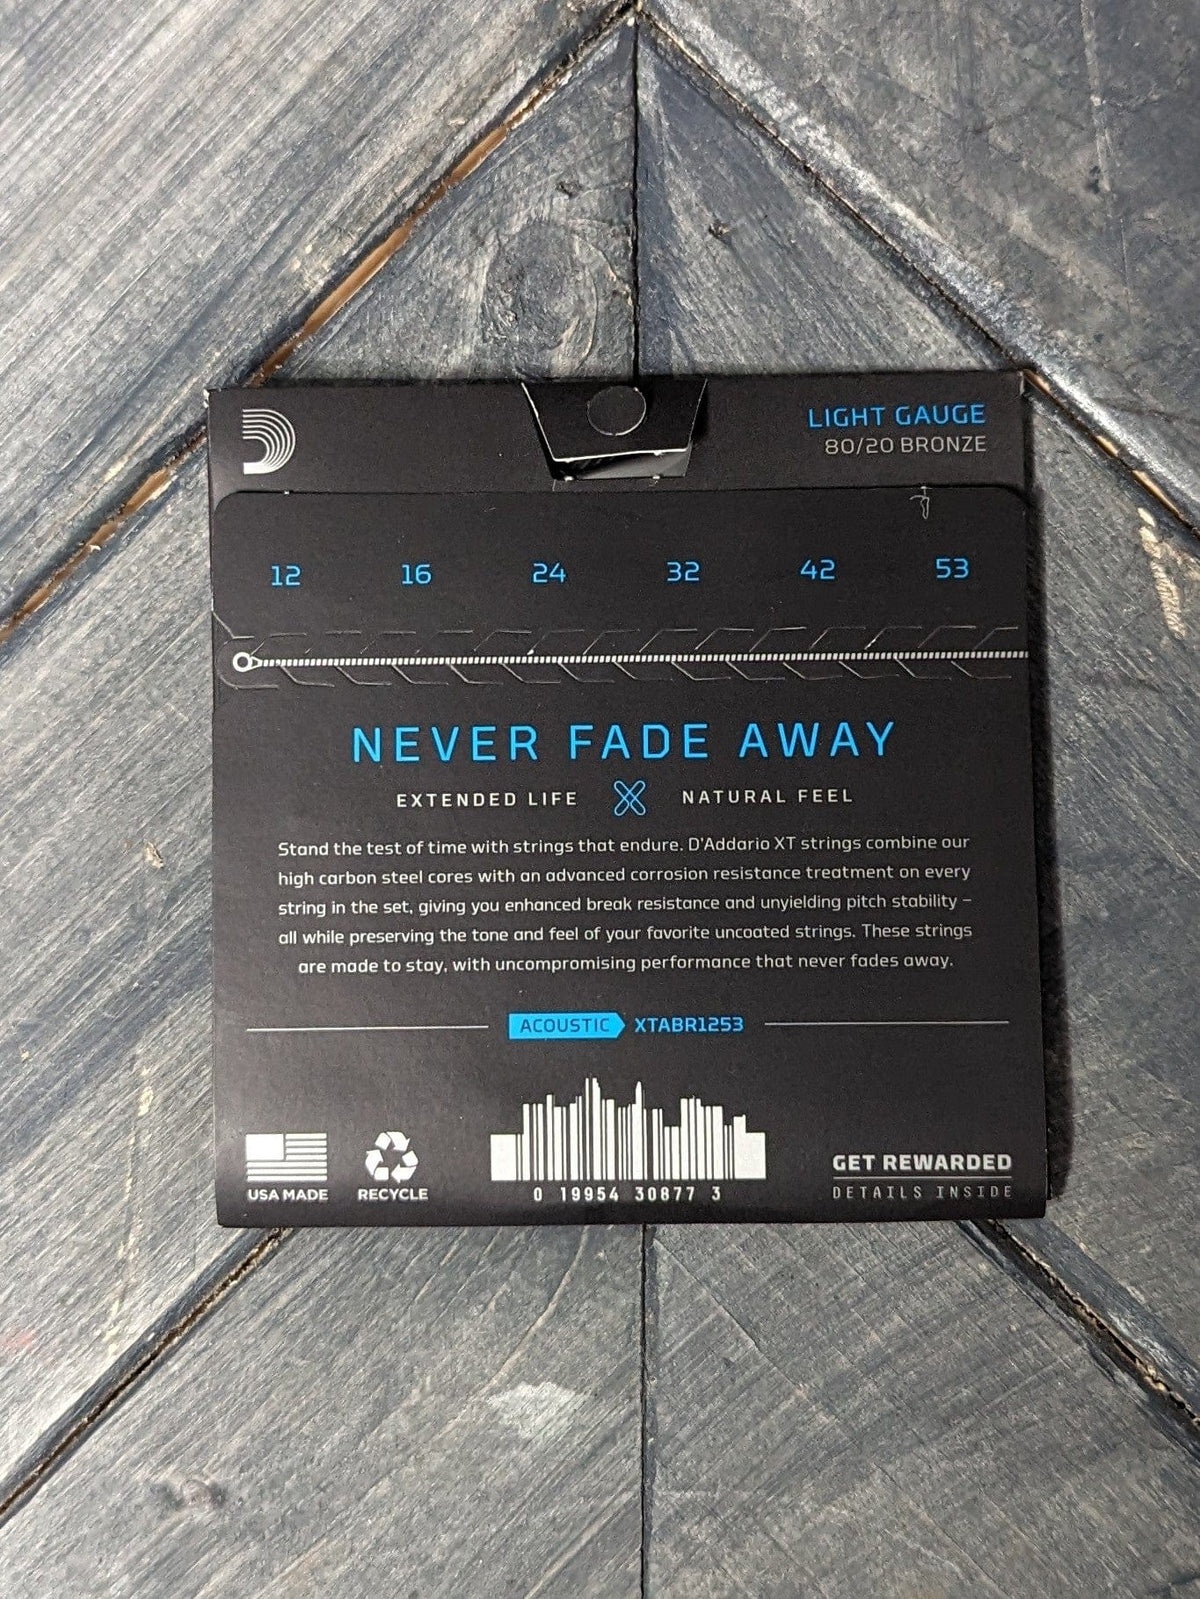 LIGHT GAUGE
80/20 BRONZE
12 16 24 32 42 53
NEVER FADE AWAY
EXTENDED LIFE NATURAL FEEL
Stand the test of time with strings that endure. D'Addario XT strings combine our
high carbon steel cores with an advanced corrosion resistance treatment on every
string in the set, giving you enhanced break resistance and unyielding pitch stability –
all while preserving the tone and feel of your favorite uncoated strings. These strings
are made to stay, with uncompromising performance that never fades away.
ACOUSTIC XTABR1253
USA MADE
RECYCLE
0 19954 30877 3
GET REWARDED
DETAILS INSIDE